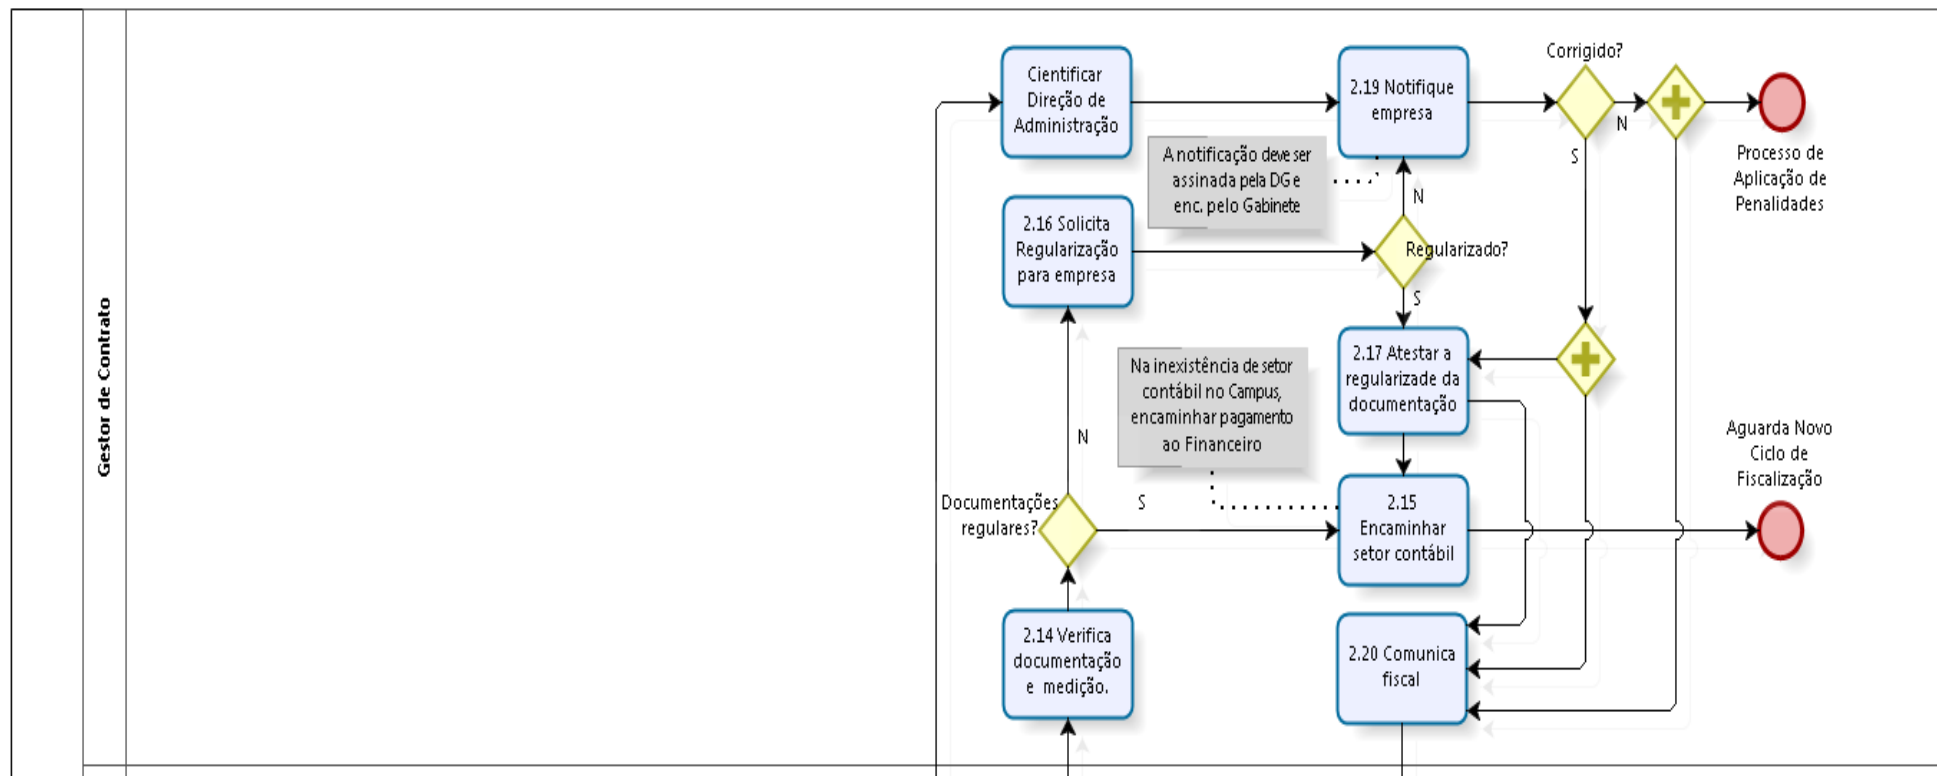 Gestor de Contrato
Cientificar
Direção de
Administração
2.19 Notifique
empresa
Corrigido?
N
S
Processo de
Aplicação de
Penalidades
A notificação deve ser
assinada pela DG e
enc. pelo Gabinete
N
2.16 Solicita
Regularização
para empresa
Regularizado?
S
2.17 Atestar a
regularizade da
documentação
Na inexistência de setor
contábil no Campus,
encaminhar pagamento
ao Financeiro
N
Aguarda Novo
Ciclo de
Fiscalização
Documentações
regulares?
S
2.15
Encaminhar
setor contábil
2.14 Verifica
documentação
e medição.
2.20 Comunica
fiscal